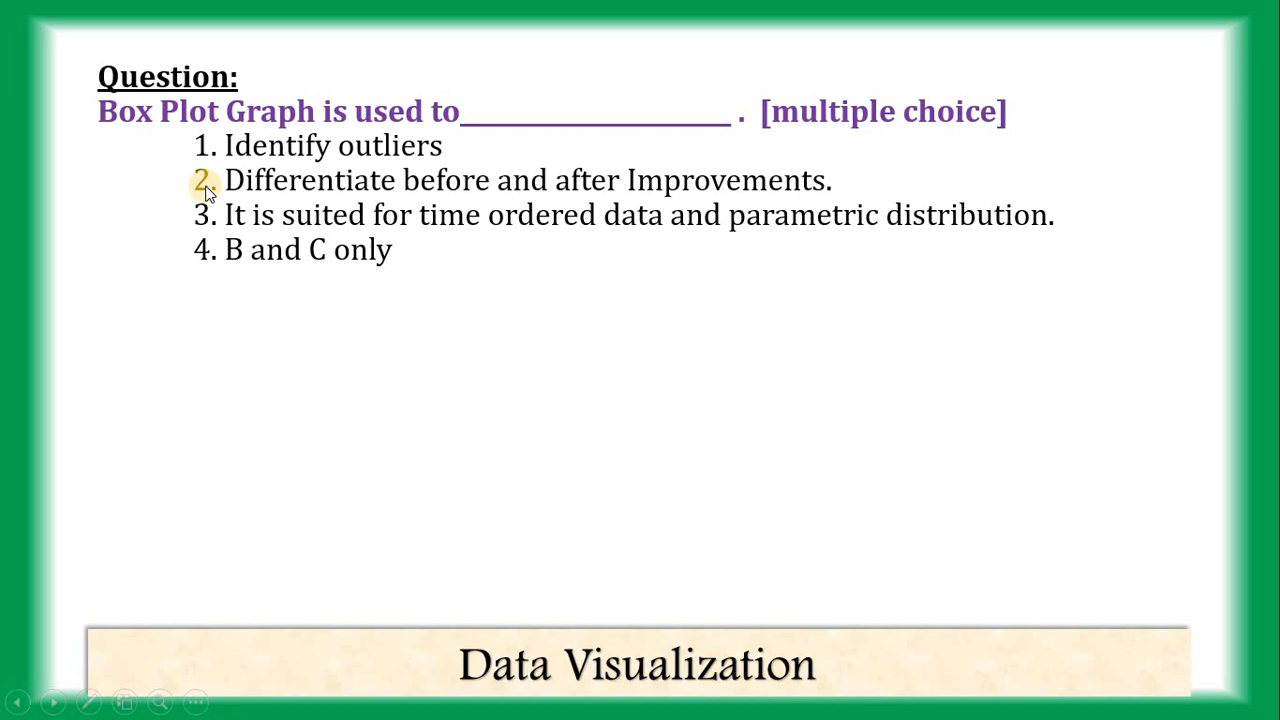 Question:
Box Plot Graph is used to____________________ . [multiple choice]
1. Identify outliers
2. Differentiate before and after Improvements.
3. It is suited for time ordered data and parametric distribution.
4. B and C only
Data Visualization